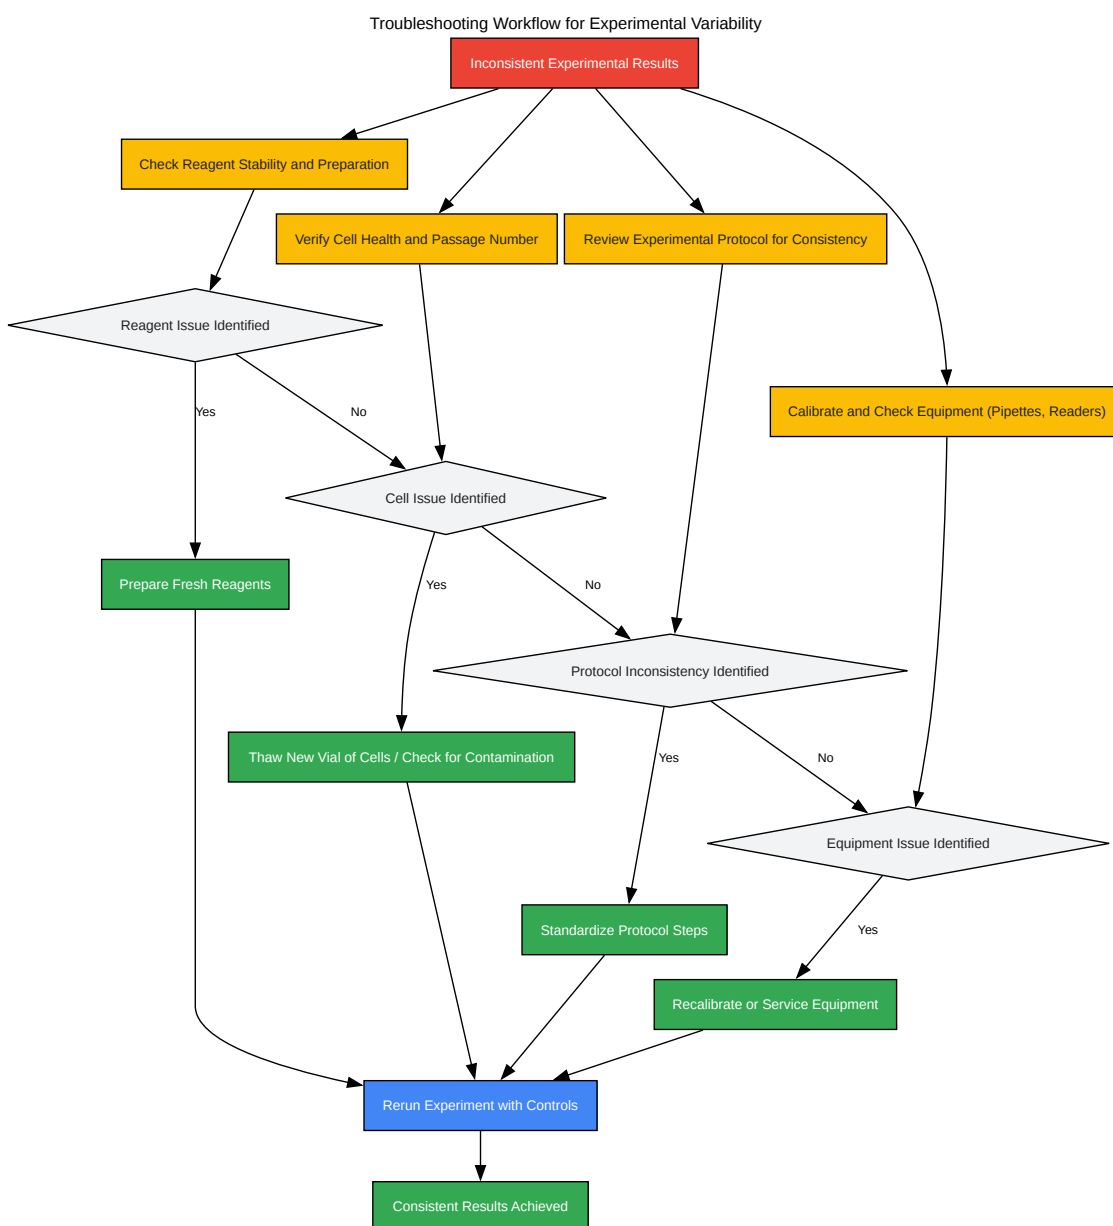 Troubleshooting Workflow for Experimental Variability
Inconsistent Experimental Results
Check Reagent Stability and Preparation
Verify Cell Health and Passage Number
Review Experimental Protocol for Consistency
Reagent Issue Identified
Yes
No
Calibrate and Check Equipment (Pipettes, Readers)
Cell Issue Identified
Prepare Fresh Reagents
Yes
No
Protocol Inconsistency Identified
Thaw New Vial of Cells / Check for Contamination
Yes
No
Equipment Issue Identified
Standardize Protocol Steps
Yes
Recalibrate or Service Equipment
Rerun Experiment with Controls
Consistent Results Achieved